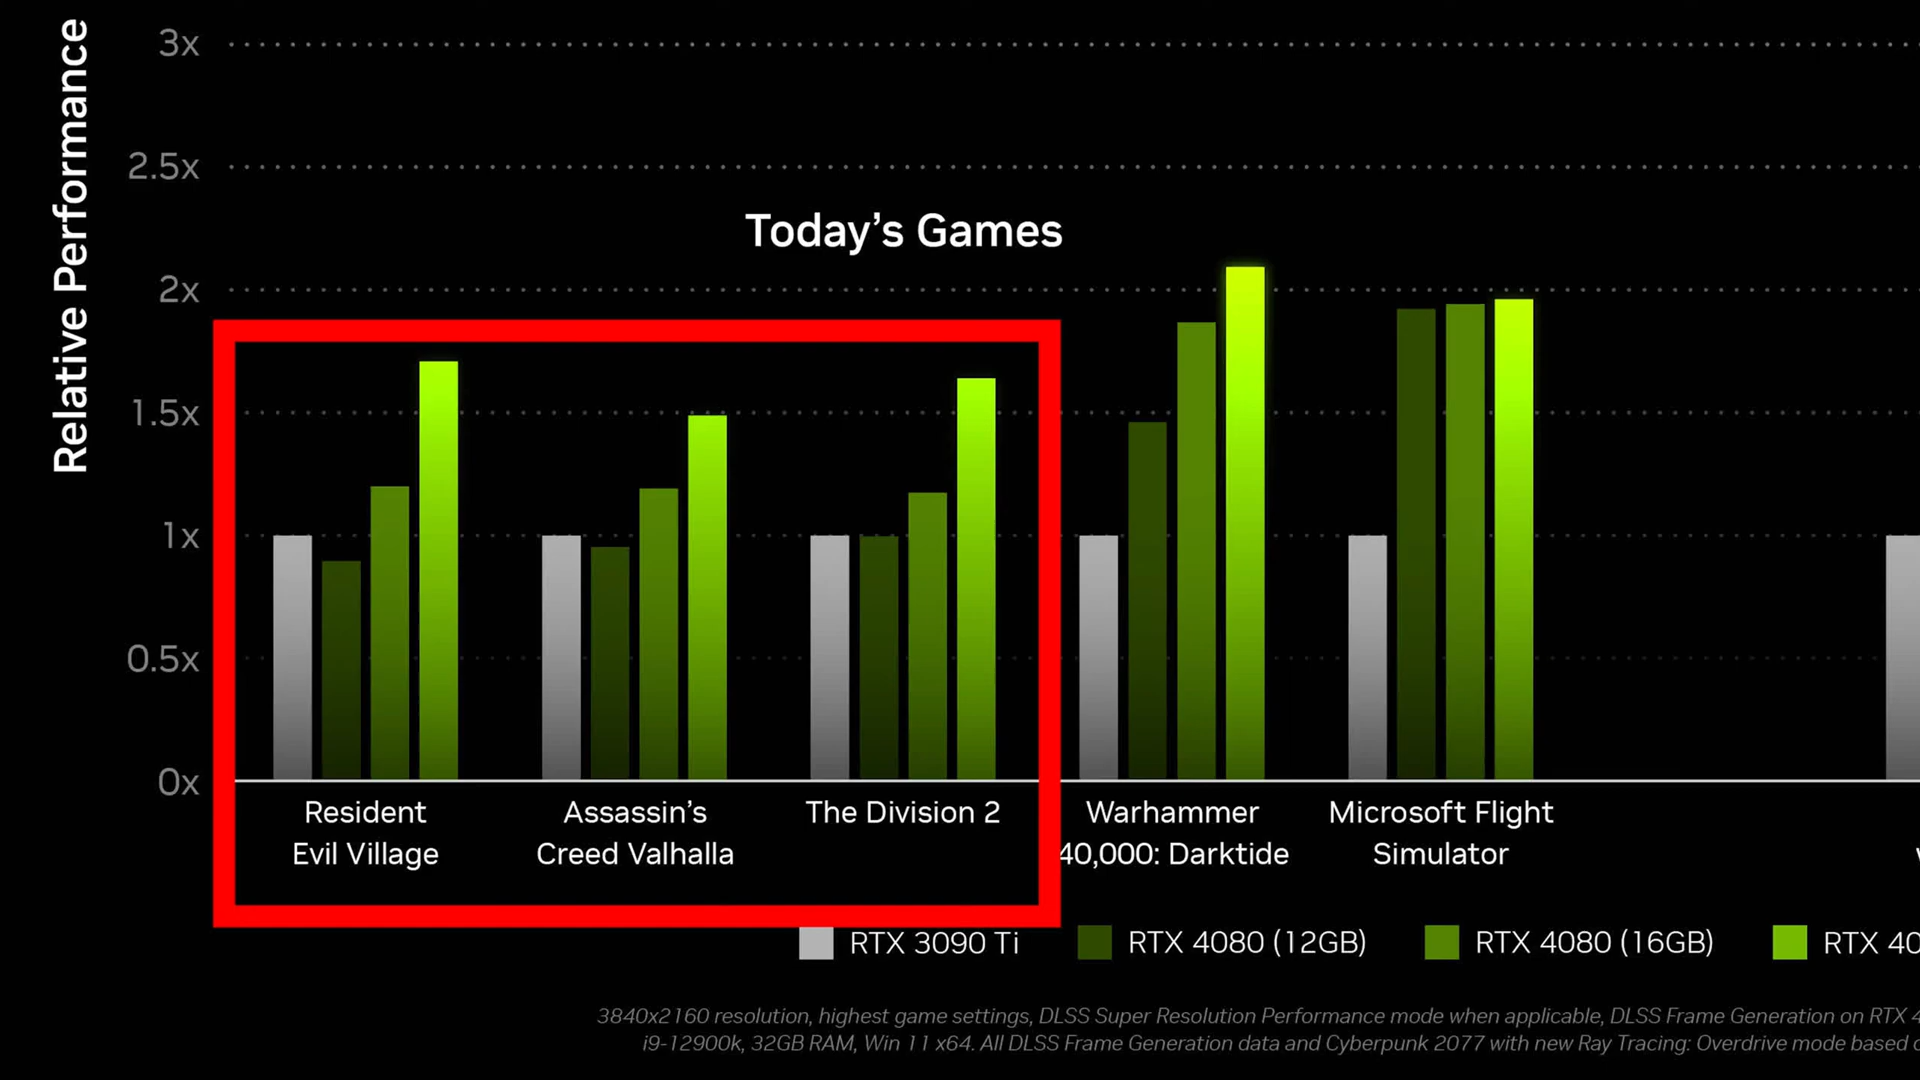 Relative Performance
3x
2.5x
2x
1.5x
1x
0.5x
0x
Today's Games
Resident
Evil Village
Assassin's
Creed Valhalla
The Division 2
Warhammer
40,000: Darktide
Microsoft Flight
Simulator
RTX 3090 Ti
RTX 4080 (12GB)
RTX 4080 (16GB)
RTX 40
3840x2160 resolution, highest game settings, DLSS Super Resolution Performance mode when applicable, DLSS Frame Generation on RTX 4
i9-12900k, 32GB RAM, Win 11 x64. All DLSS Frame Generation data and Cyberpunk 2077 with new Ray Tracing: Overdrive mode based